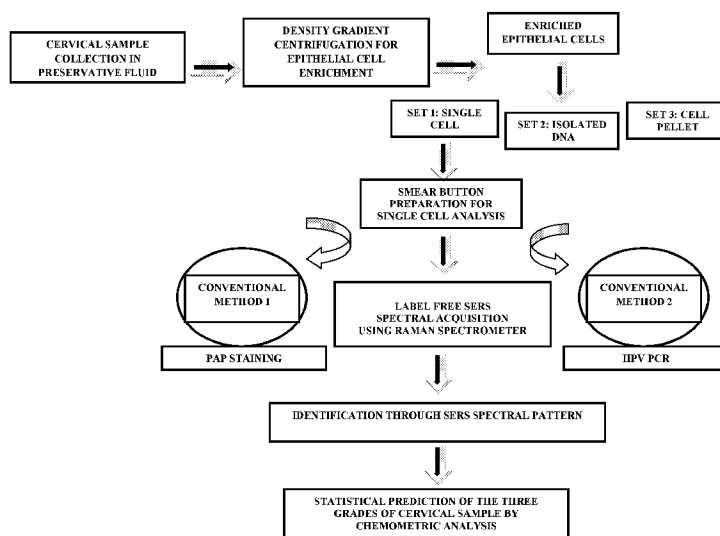 CERVICAL SAMPLE
COLLECTION IN
PRESERVATIVE FLUID
DENSITY GRADIENT
CENTRIFUGATION FOR
EPITHELIAL CELL
ENRICHMENT
ENRICHED
EPITHELIAL CELLS
SET 1: SINGLE
CELL
SET 2: ISOLATED
DNA
SET 3: CELL
PELLET
SMEAR BUTTON
PREPARATION FOR
SINGLE CELL ANALYSIS
CONVENTIONAL
METHOD 1
PAP STAINING
LABEL FREE SERS
SPECTRAL ACQUISITION
USING RAMAN SPECTROMETER
CONVENTIONAL
METHOD 2
HPV PCR
IDENTIFICATION THROUGH SERS SPECTRAL PATTERN
STATISTICAL PREDICTION OF THE THREE
GRADES OF CERVICAL SAMPLE BY
CHEMOMETRIC ANALYSIS